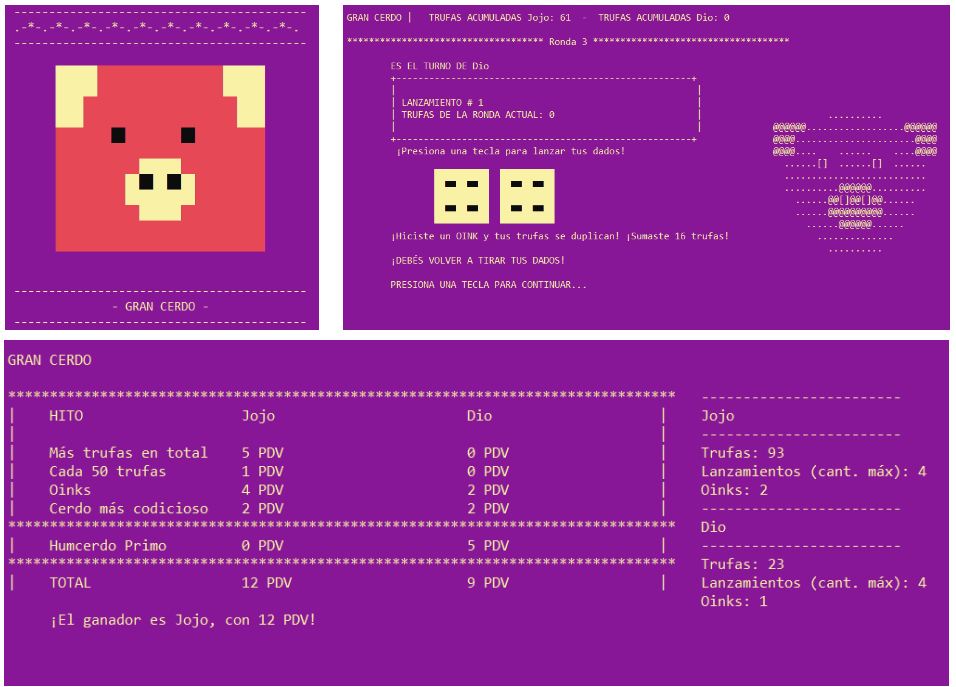 ------------------------------------------
.-*-.-*-.-*-.-*-.-*-.-*-.-*-.-*-.-*-.-*-.
------------------------------------------
------------------------------------------
- GRAN CERDO -
------------------------------------------
GRAN CERDO | TRUFAS ACUMULADAS Jojo: 61 - TRUFAS ACUMULADAS Dio: 0
************************************ Ronda 3 ************************************
ES EL TURNO DE Dio
LANZAMIENTO # 1
TRUFAS DE LA RONDA ACTUAL: 0
¡Presiona una tecla para lanzar tus dados!
¡Hiciste un OINK y tus trufas se duplican! ¡Sumaste 16 trufas!
¡DEBÉS VOLVER A TIRAR TUS DADOS!
PRESIONA UNA TECLA PARA CONTINUAR...
GRAN CERDO
HITO Jojo Dio
Más trufas en total 5 PDV 0 PDV
Cada 50 trufas 1 PDV 0 PDV
Oinks 4 PDV 2 PDV
Cerdo más codicioso 2 PDV 2 PDV
Humcerdo Primo 0 PDV 5 PDV
TOTAL 12 PDV 9 PDV
¡El ganador es Jojo, con 12 PDV!
Jojo
Trufas: 93
Lanzamientos (cant. máx): 4
Oinks: 2
Dio
Trufas: 23
Lanzamientos (cant. máx): 4
Oinks: 1